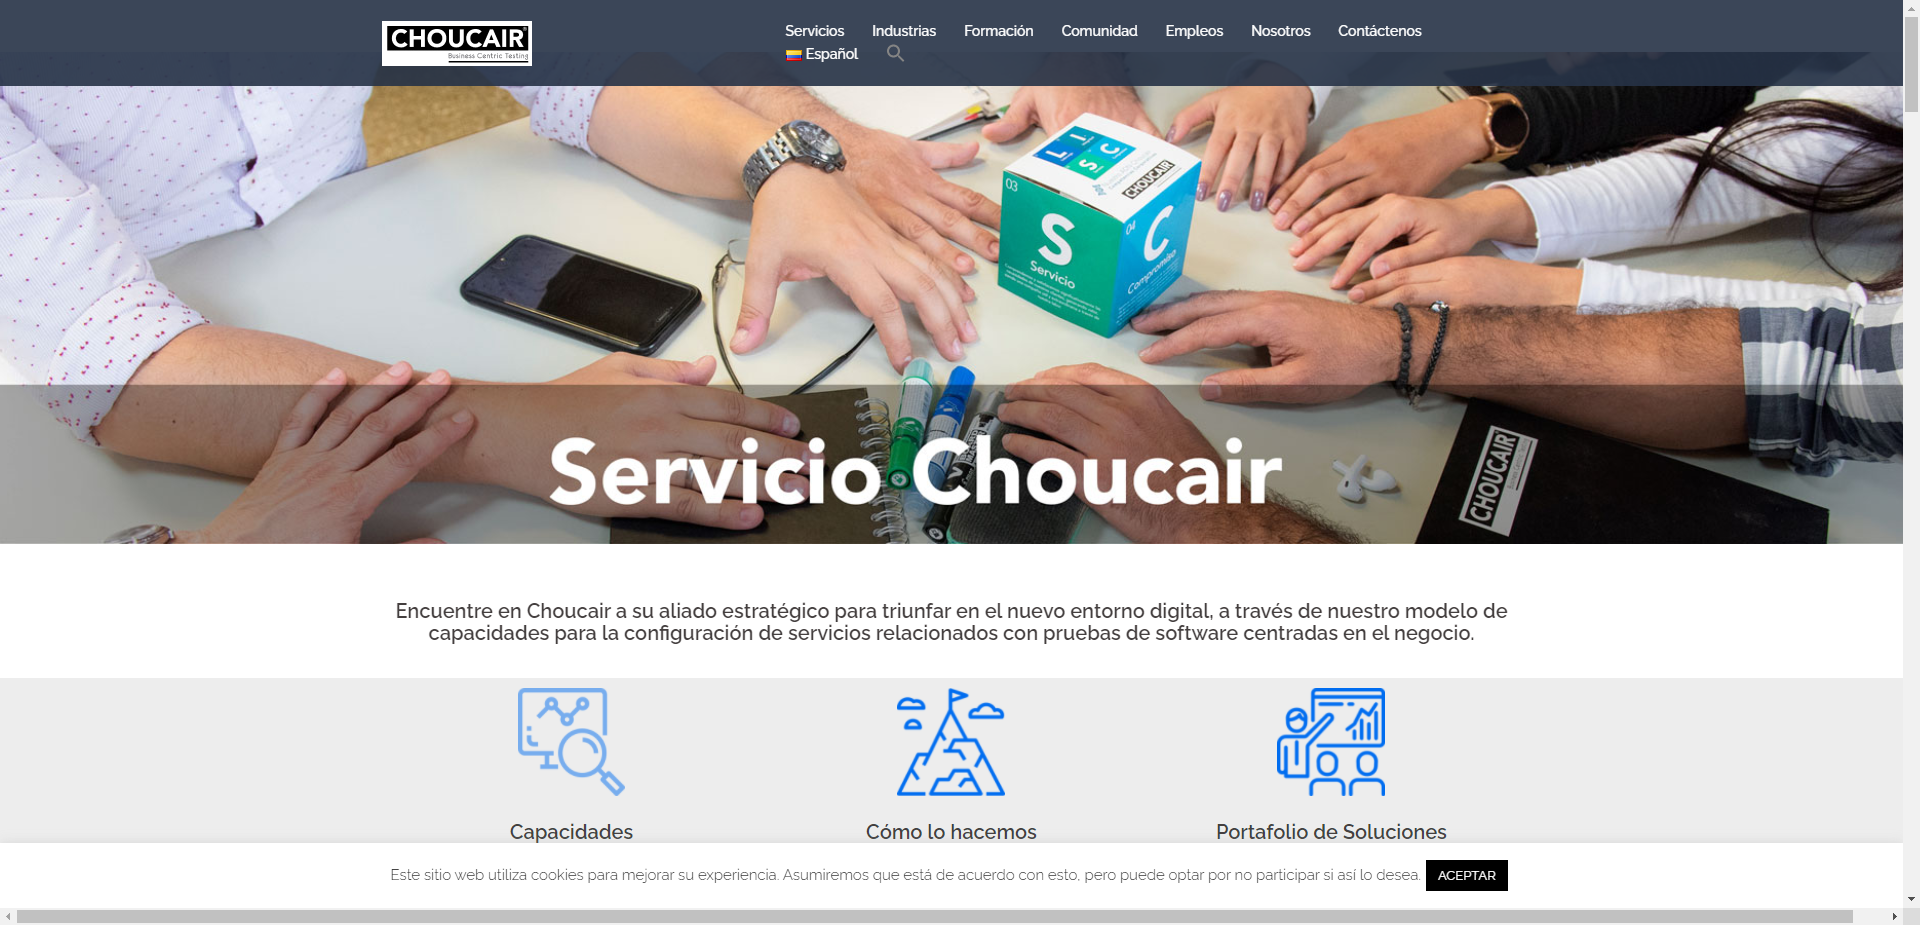 CHOUCAIR
Business Centric Testing
Servicios
Industrias
Formación
Comunidad
Empleos
Nosotros
Contáctenos
Español
L
I
S
C
CHOUCAIR
03
S
Servicio
04
C
Compromiso
Servicio Choucair
CHOUCAIR
Encuentre en Choucair a su aliado estratégico para triunfar en el nuevo entorno digital, a través de nuestro modelo de
capacidades para la configuración de servicios relacionados con pruebas de software centradas en el negocio.
Capacidades
Cómo lo hacemos
Portafolio de Soluciones
Este sitio web utiliza cookies para mejorar su experiencia. Asumiremos que está de acuerdo con esto, pero puede optar por no participar si así lo desea.
ACEPTAR